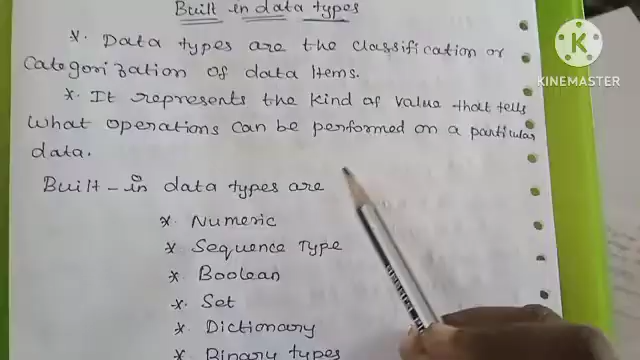 Built in data types
*. Data types are the classification or
categorization of data items.
*. It represents the kind of value that tells
what operations can be performed on a particular
data.
Built-in data types are
* Numeric
* Sequence Type
* Boolean
*. Set
* Dictionary
* Binary types
K
KINEMASTER